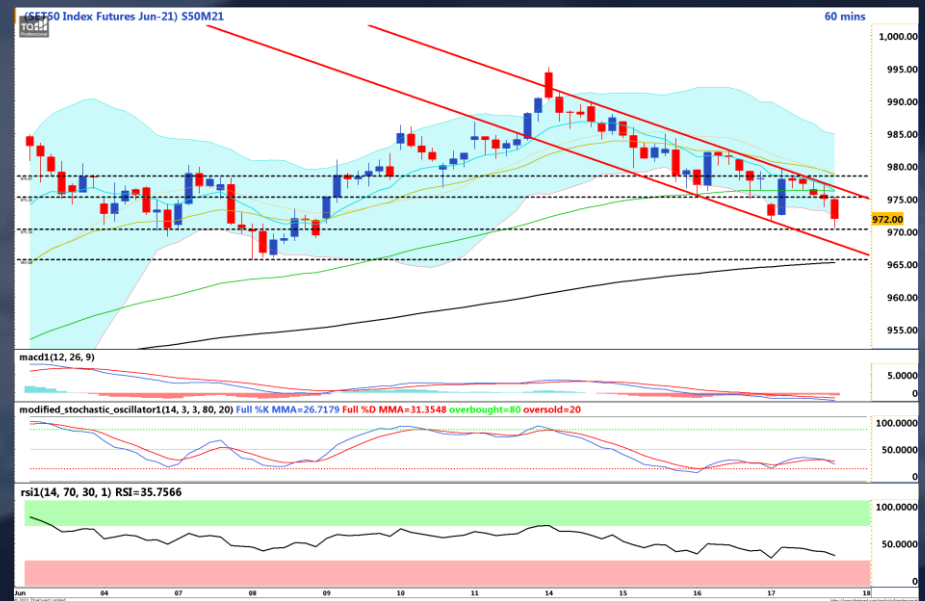 (SET50 Index Futures Jun-21) S50M21
60 mins
Professional
1,000.00
995.00
990.00
985.00
980.00
975.00
972.00
970.00
965.00
960.00
955.00
macd1(12, 26, 9)
5.0000
0
modified_stochastic_oscillator1(14, 3, 3, 80, 20) Full %K MMA=26.7179 Full %D MMA=31.3548 overbought=80 oversold=20
100.0000
50.0000
0
rsi1(14, 70, 30, 1) RSI=35.7566
100.0000
50.0000
0
Jun 04 07 08 09 10 11 14 15 16 17 18